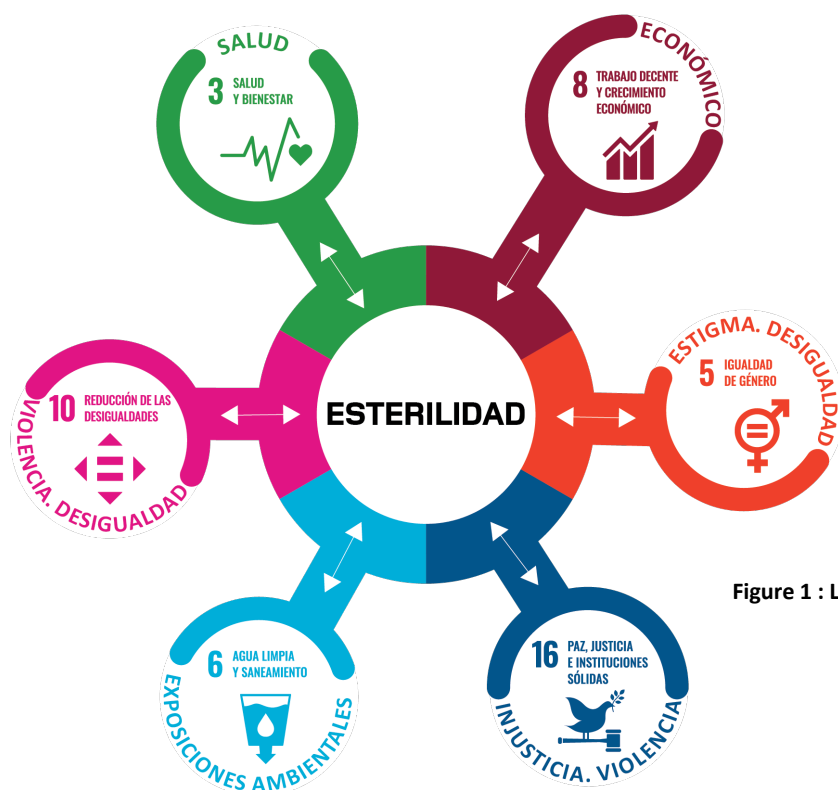 SALUD
3 SALUD
Y BIENESTAR
ECONÓMICO
8 TRABAJO DECENTE
Y CRECIMIENTO
ECONÓMICO
ESTIGMA. DESIGUALDAD
5 IGUALDAD
DE GÉNERO
10 REDUCCIÓN DE LAS
DESIGUALDADES
VIOLENCIA. DESIGUALDAD
ESTERILIDAD
Figure 1 : L
6 AGUA LIMPIA
Y SANEAMIENTO
EXPOSICIONES AMBIENTALES
16 PAZ, JUSTICIA
E INSTITUCIONES
SÓLIDAS
INJUSTICIA. VIOLENCIA